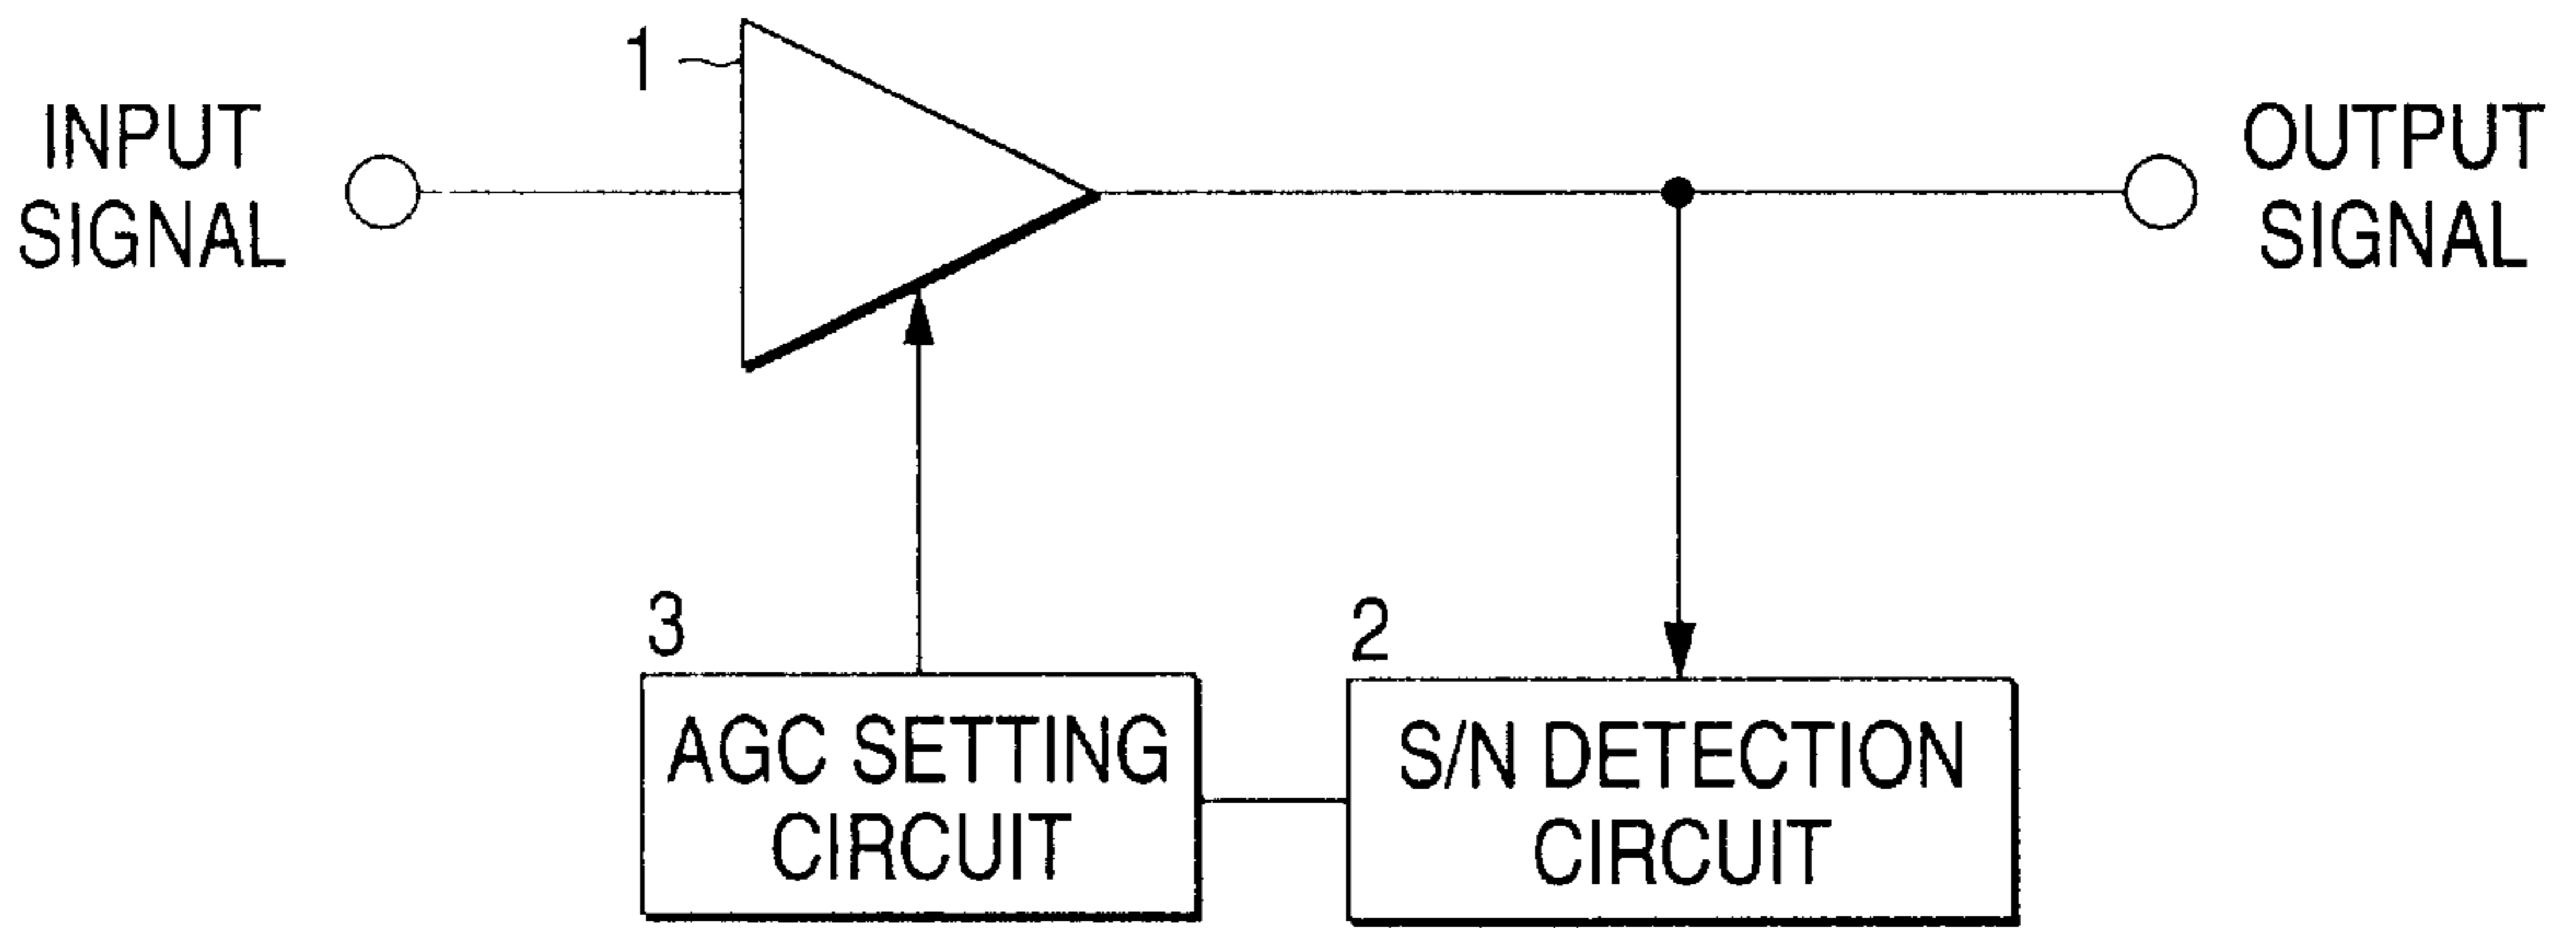 1
INPUT
SIGNAL
OUTPUT
SIGNAL
3
AGC SETTING
CIRCUIT
2
S/N DETECTION
CIRCUIT